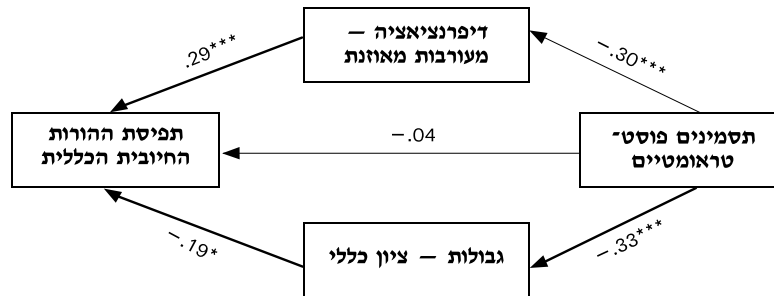 דיפרנציאציה –
מעורבות מאוזנת
–.30***
.29***
תסמינים פוסט־
טראומטיים
–.04
תפיסת ההורות
החיובית הכללית
–.33***
–.19*
גבולות – ציון כללי